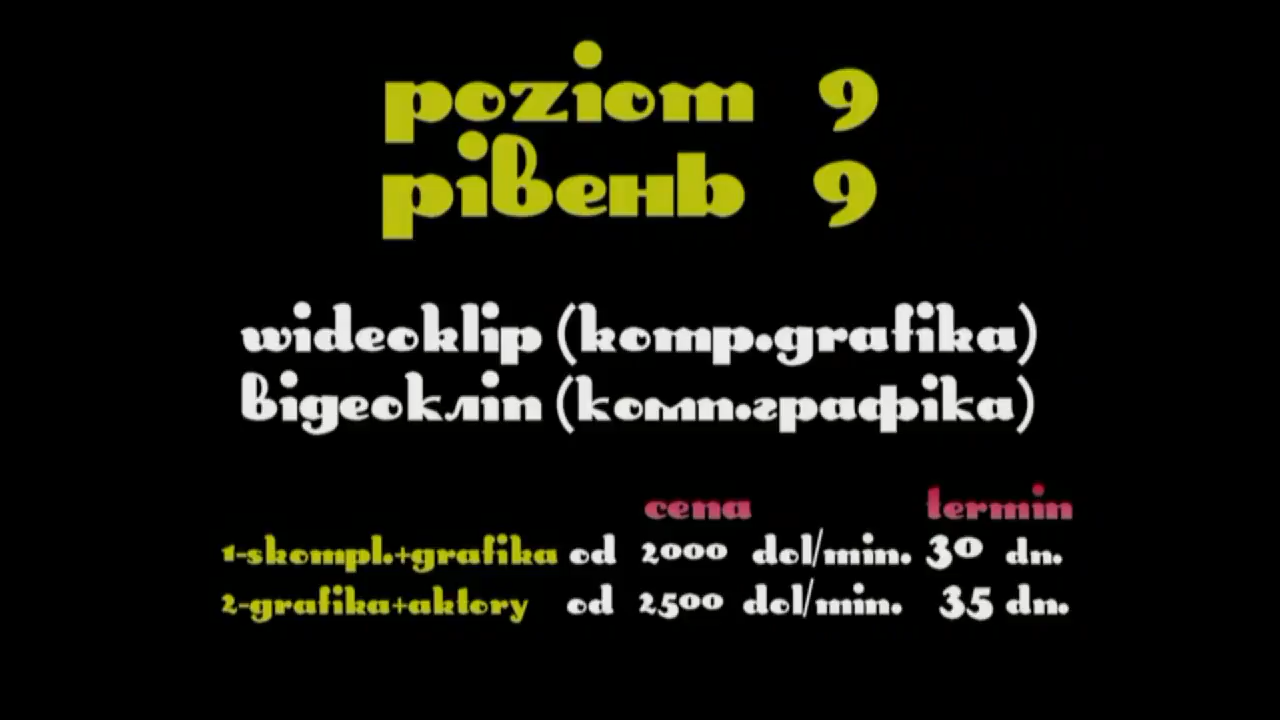 poziom 9
рівень 9
wideoklip (komp.grafika)
відеокліп (комп.графіка)
cena termin
1-skompl.+grafika od 2000 dol/min. 30 dn.
2-grafika+aktory od 2500 dol/min. 35 dn.